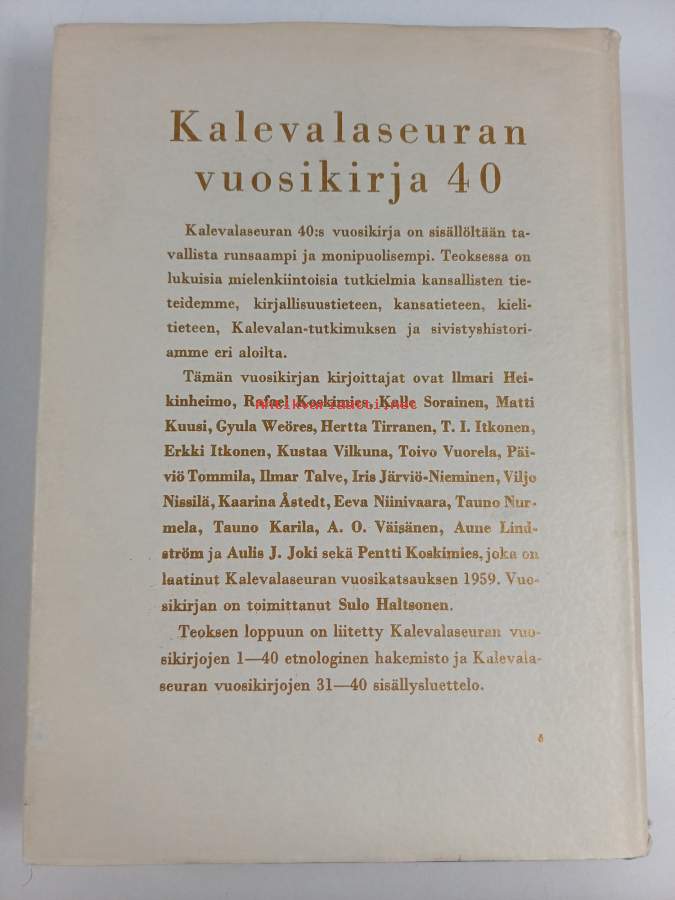 Kalevalaseuran
vuosikirja 40
Kalevalaseuran 40:s vuosikirja on sisällöltään ta-
vallista runsaampi ja monipuolisempi. Teoksessa on
lukuisia mielenkiintoisia tutkielmia kansallisten tie-
teidemme, kirjallisuustieteen, kansatieteen, kieli-
tieteen, Kalevalan-tutkimuksen ja sivistyshistori-
amme eri aloilta.
Tämän vuosikirjan kirjoittajat ovat Ilmari Hei-
kinheimo, Rafael Koskimies, Kalle Sorainen, Matti
Antikvariaatti.net
Kuusi, Gyula Weöres, Hertta Tirranen, T. I. Itkonen,
Erkki Itkonen, Kustaa Vilkuna, Toivo Vuorela, Päi-
viö Tommila, Ilmar Talve, Iris Järviö-Nieminen, Viljo
Nissilä, Kaarina Åstedt, Eeva Niinivaara, Tauno Nur-
mela, Tauno Karila, A. O. Väisänen, Aune Lind-
ström ja Aulis J. Joki sekä Pentti Koskimies, joka on
laatinut Kalevalaseuran vuosikatsauksen 1959. Vuo-
sikirjan on toimittanut Sulo Haltsonen.
Teoksen loppuun on liitetty Kalevalaseuran vuo-
sikirjojen 1—40 etnologinen hakemisto ja Kalevala-
seuran vuosikirjojen 31—40 sisällysluettelo.